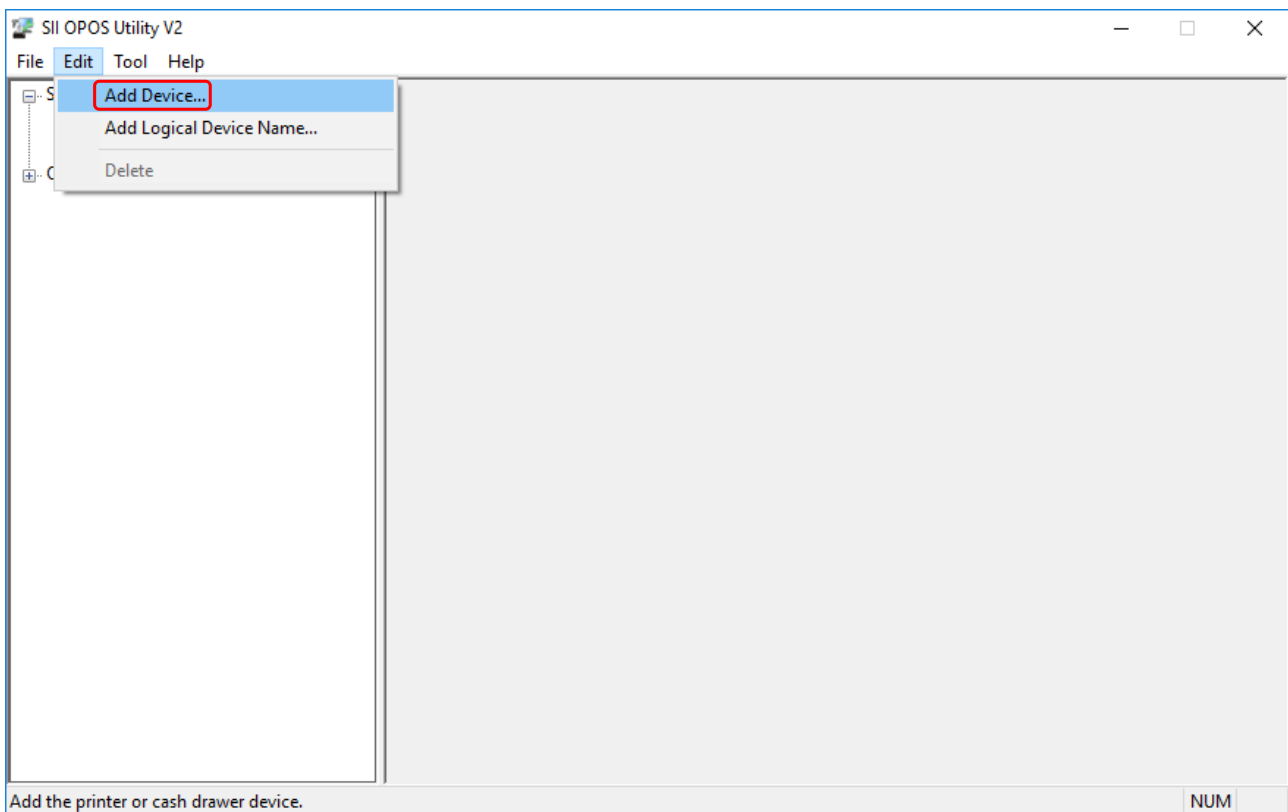 SII OPOS Utility V2
File Edit Tool Help
Add Device...
Add Logical Device Name...
Delete
Add the printer or cash drawer device.
NUM